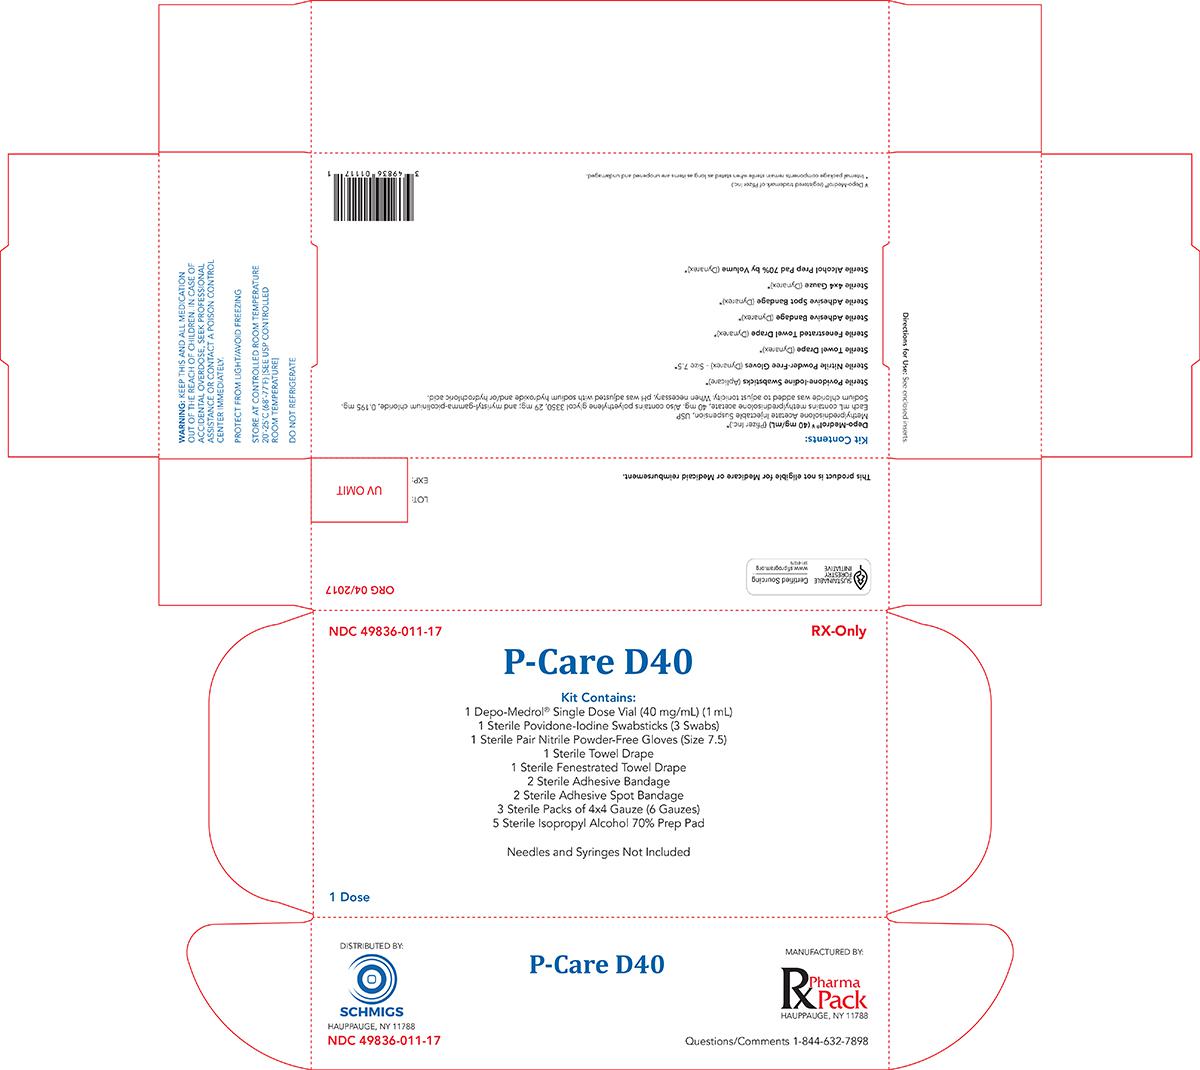 3 49836 01117 1
¥ Depo-Medrol® (registered trademark of Pfizer Inc.)
* Internal package components remain sterile when stated as long as items are unopened and undamaged.
Kit Contents:
Depo-Medrol®¥ (40 mg/mL) (Pfizer Inc.)*
Methylprednisolone Acetate Injectable Suspension, USP
Each mL contains methylprednisolone acetate, 40 mg. Also contains polyethylene glycol 3350, 29 mg; and myristyl-gamma-picolinium chloride, 0.195 mg.
Sodium chloride was added to adjust tonicity. When necessary, pH was adjusted with sodium hydroxide and/or hydrochloric acid.
Sterile Povidone-Iodine Swabsticks (Aplicare)*
Sterile Nitrile Powder-Free Gloves (Dynarex) - Size 7.5*
Sterile Towel Drape (Dynarex)*
Sterile Fenestrated Towel Drape (Dynarex)*
Sterile Adhesive Bandage (Dynarex)*
Sterile Adhesive Spot Bandage (Dynarex)*
Sterile 4x4 Gauze (Dynarex)*
Sterile Alcohol Prep Pad 70% by Volume (Dynarex)*
WARNING: KEEP THIS AND ALL MEDICATION
OUT OF THE REACH OF CHILDREN. IN CASE OF
ACCIDENTAL OVERDOSE, SEEK PROFESSIONAL
ASSISTANCE OR CONTACT A POISON CONTROL
CENTER IMMEDIATELY.
PROTECT FROM LIGHT/AVOID FREEZING
STORE AT CONTROLLED ROOM TEMPERATURE
20°-25°C (68°-77°F) [SEE USP CONTROLLED
ROOM TEMPERATURE]
DO NOT REFRIGERATE
Directions for Use: See enclosed inserts.
This product is not eligible for Medicare or Medicaid reimbursement.
LOT:
EXP:
UV OMIT
SUSTAINABLE
FORESTRY
INITIATIVE
Certified Sourcing
www.sfiprogram.org
ORG 04/2017
NDC 49836-011-17
RX-Only
P-Care D40
Kit Contains:
1 Depo-Medrol® Single Dose Vial (40 mg/mL) (1 mL)
1 Sterile Povidone-Iodine Swabsticks (3 Swabs)
1 Sterile Pair Nitrile Powder-Free Gloves (Size 7.5)
1 Sterile Towel Drape
1 Sterile Fenestrated Towel Drape
2 Sterile Adhesive Bandage
2 Sterile Adhesive Spot Bandage
3 Sterile Packs of 4x4 Gauze (6 Gauzes)
5 Sterile Isopropyl Alcohol 70% Prep Pad
Needles and Syringes Not Included
1 Dose
DISTRIBUTED BY:
SCHMIGS
HAUPPAUGE, NY 11788
NDC 49836-011-17
P-Care D40
MANUFACTURED BY:
Rx Pharma
Pack
HAUPPAUGE, NY 11788
Questions/Comments 1-844-632-7898